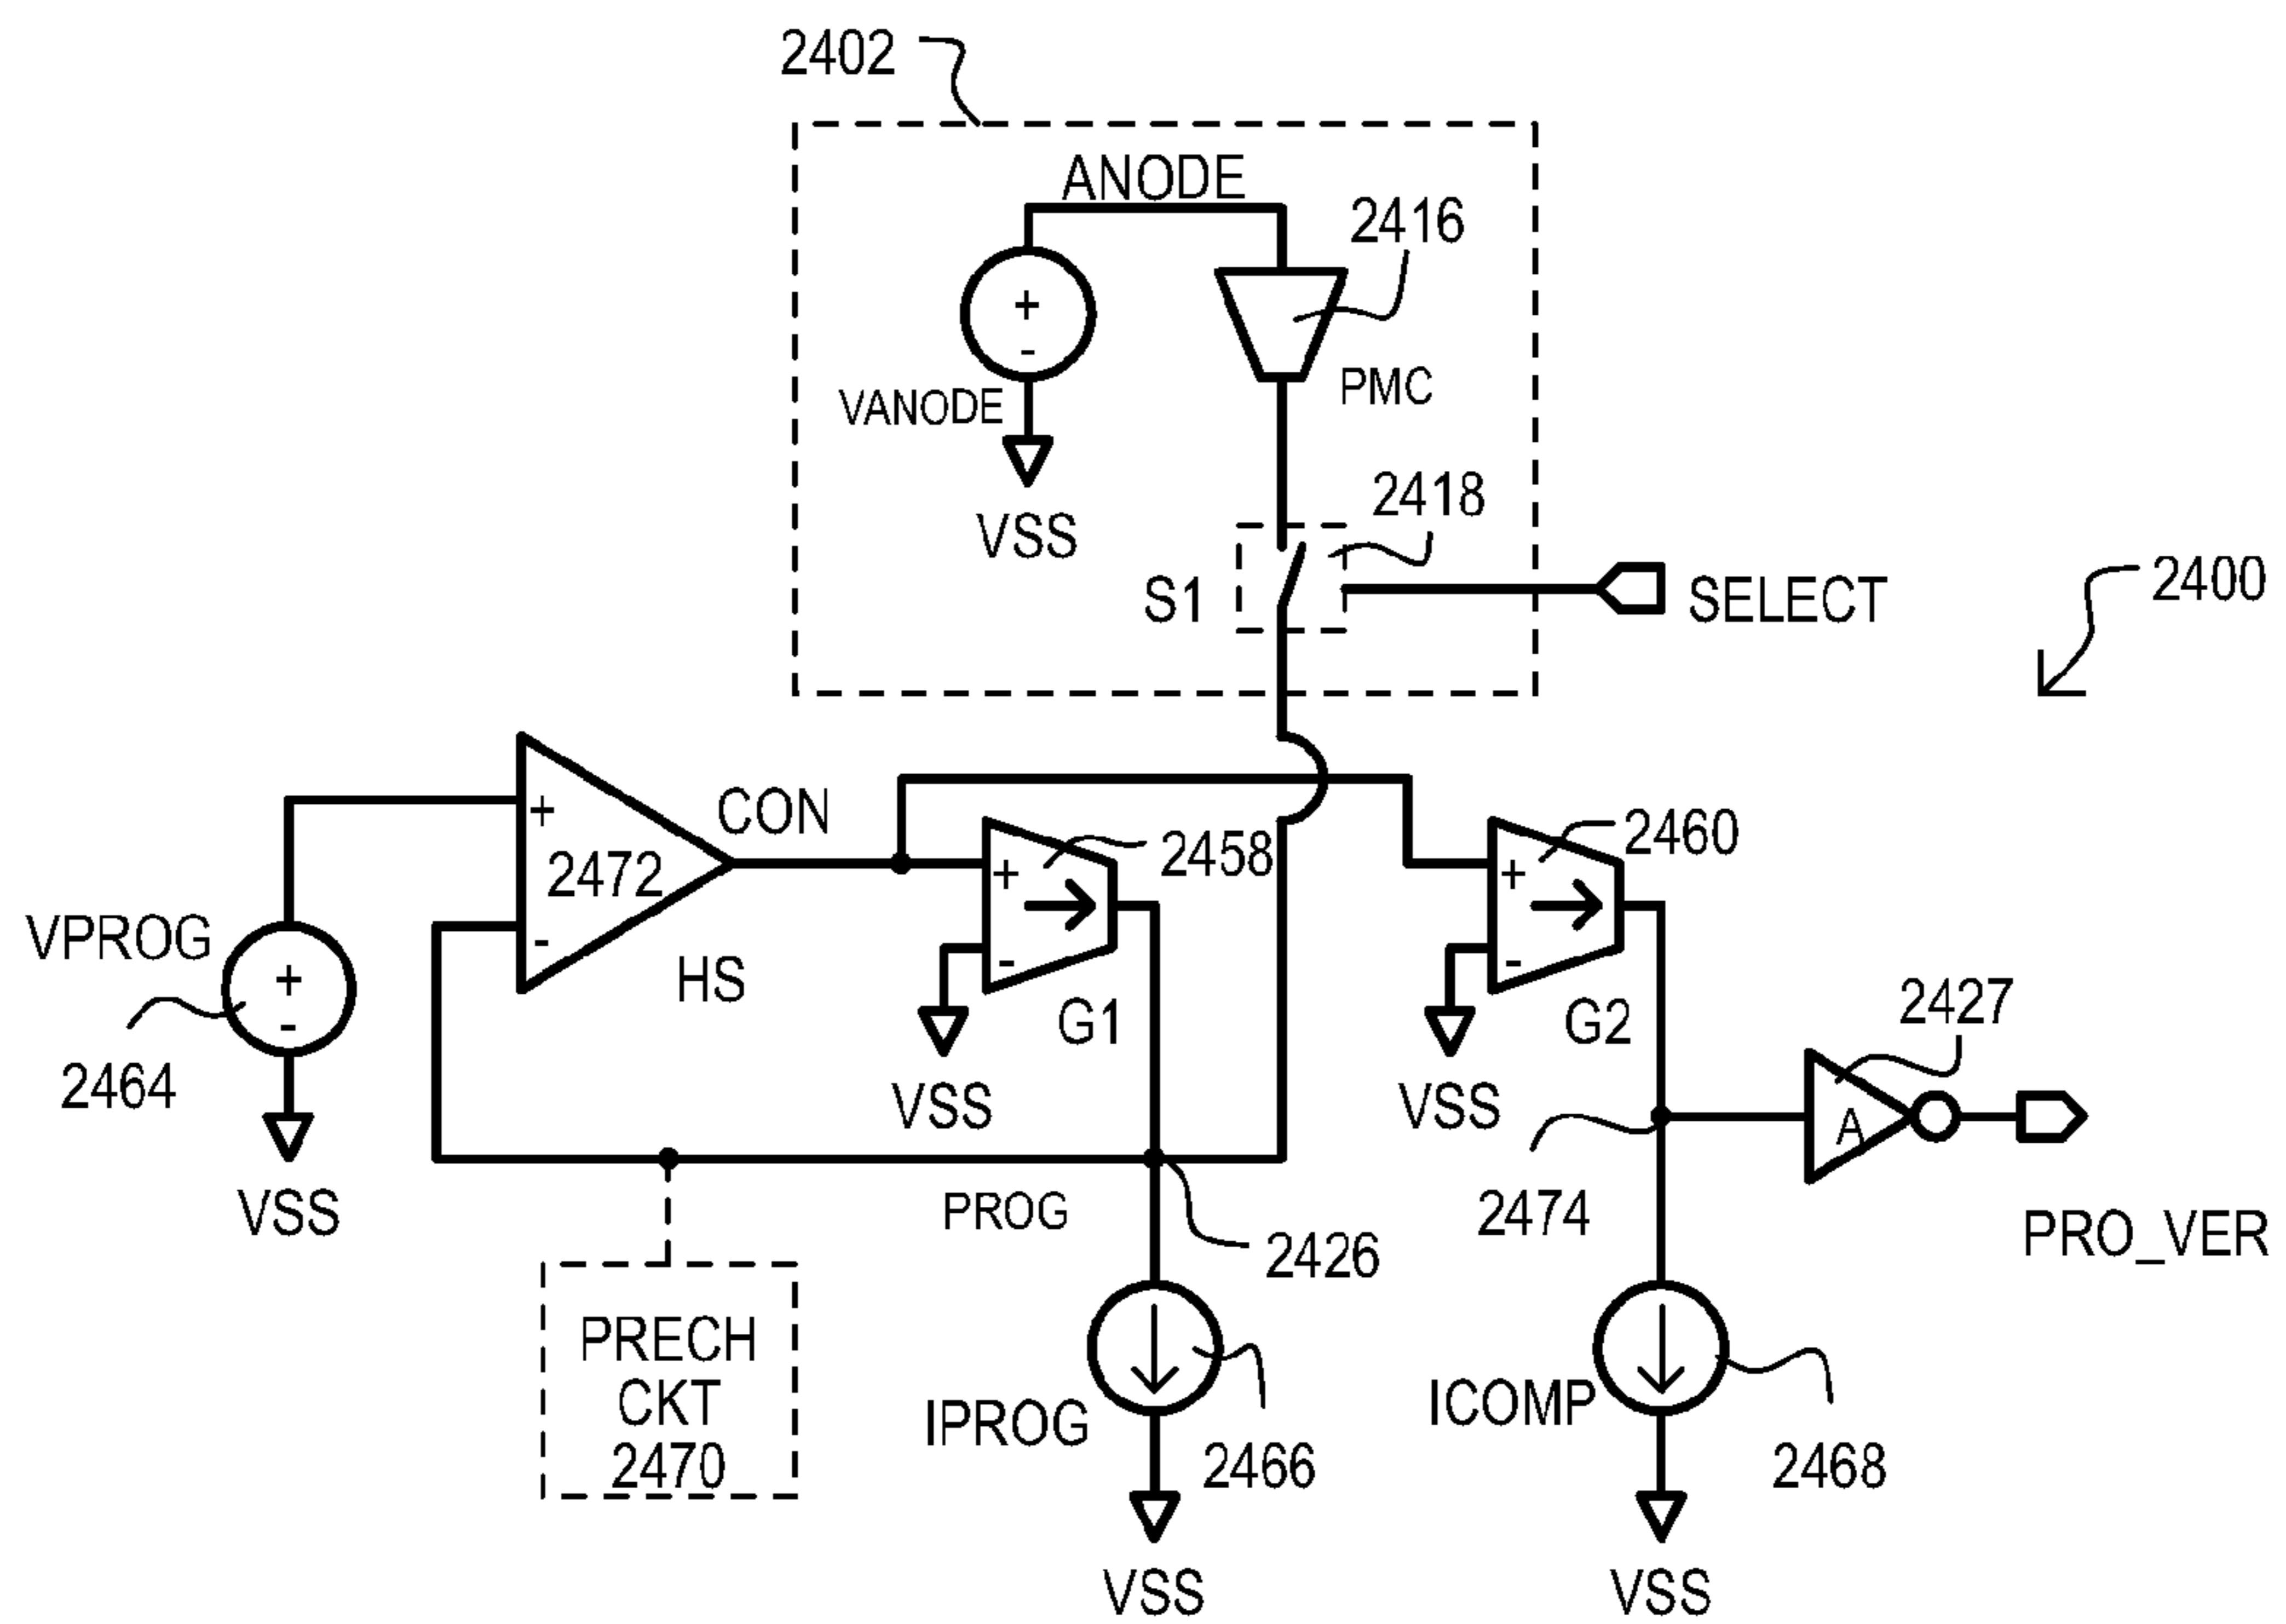 2402
ANODE
2416
+
-
PMC
VANODE
VSS
2418
S1
SELECT
2400
CON
+
2472
-
HS
2458
+
-
G1
VSS
2460
+
-
G2
VSS
VPROG
+
-
2464
VSS
2427
A
PROG
2426
2474
PRO_VER
PRECH
CKT
2470
IPROG
2466
VSS
ICOMP
2468
VSS